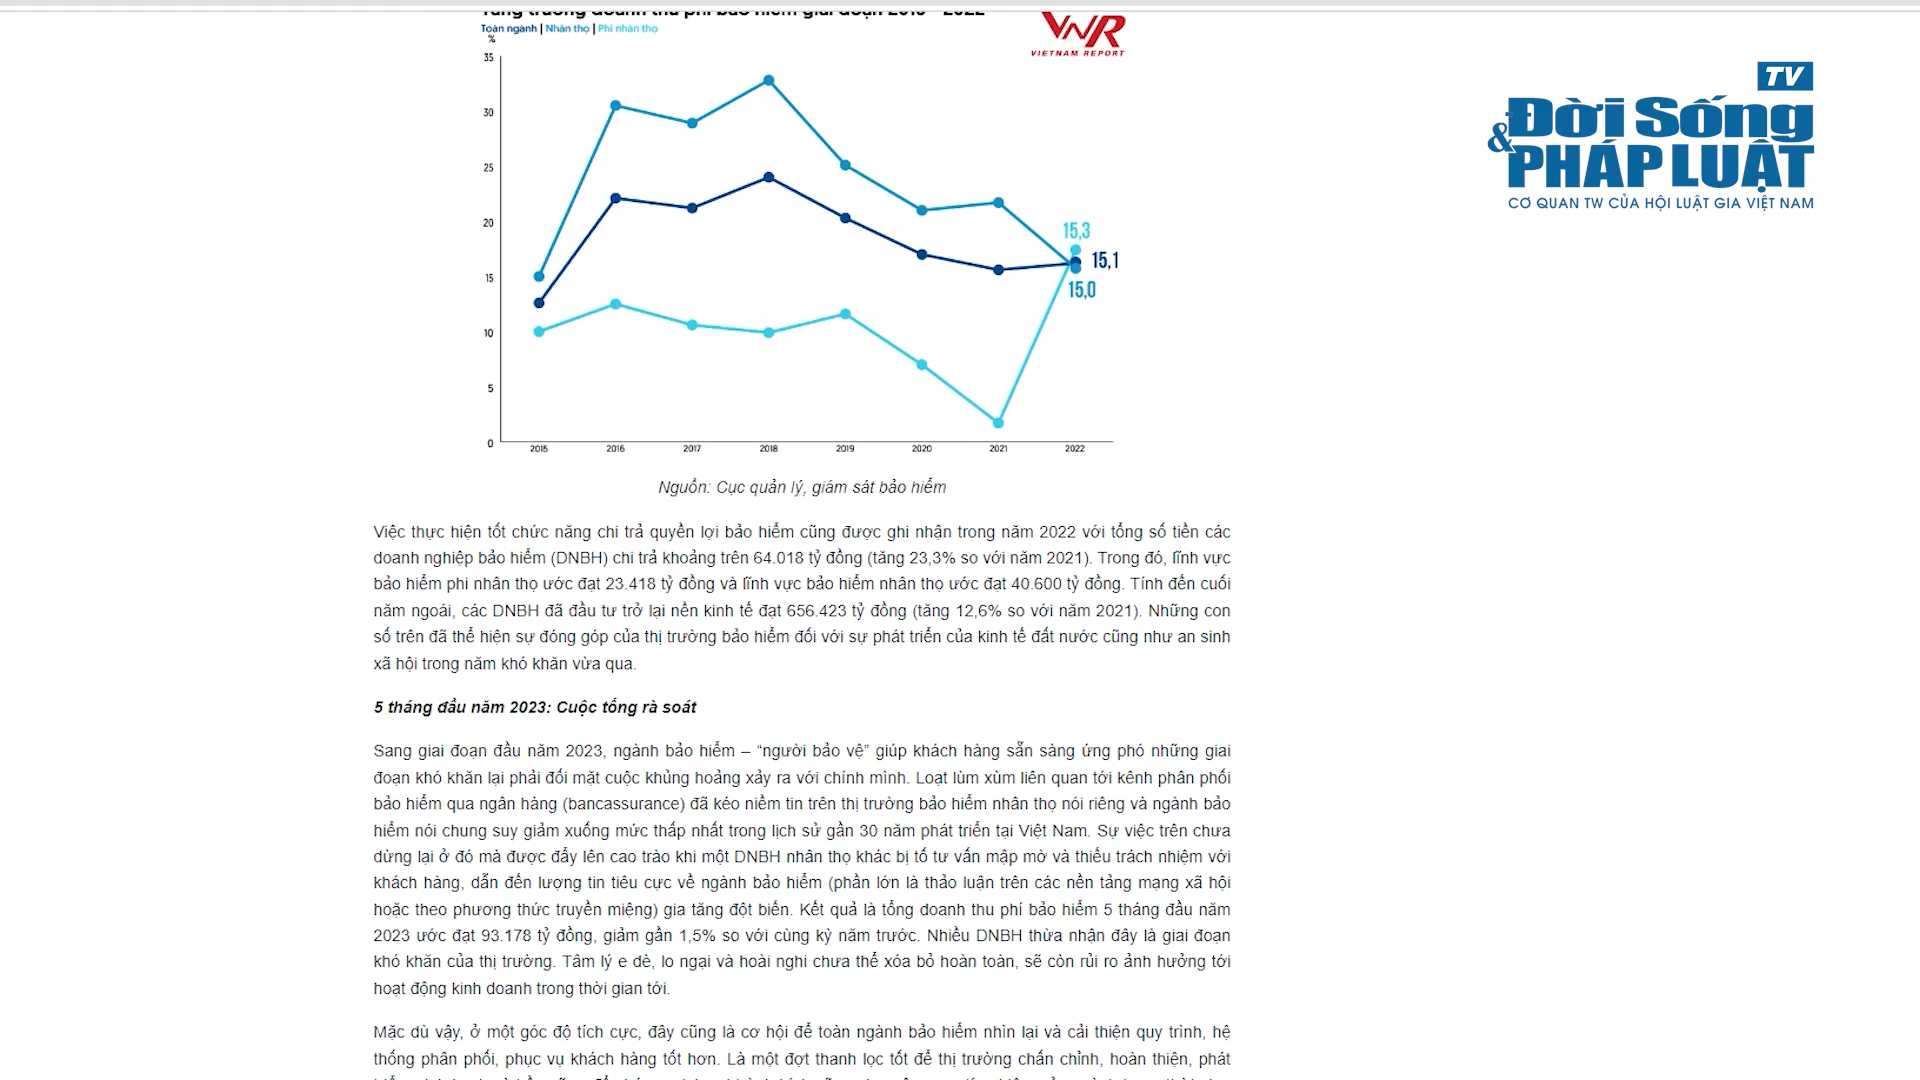 Tăng trưởng doanh thu phí bảo hiểm giai đoạn 2015 - 2022
Toàn ngành | Nhân thọ | Phi nhân thọ
VNR
VIETNAM REPORT
TV
Đời Sống
& PHÁP LUẬT
CƠ QUAN TW CỦA HỘI LUẬT GIA VIỆT NAM
%
35
30
25
20
15
10
5
0
15,3
15,1
15,0
2015 2016 2017 2018 2019 2020 2021 2022
Nguồn: Cục quản lý, giám sát bảo hiểm
Việc thực hiện tốt chức năng chi trả quyền lợi bảo hiểm cũng được ghi nhận trong năm 2022 với tổng số tiền các
doanh nghiệp bảo hiểm (DNBH) chi trả khoảng trên 64.018 tỷ đồng (tăng 23,3% so với năm 2021). Trong đó, lĩnh vực
bảo hiểm phi nhân thọ ước đạt 23.418 tỷ đồng và lĩnh vực bảo hiểm nhân thọ ước đạt 40.600 tỷ đồng. Tính đến cuối
năm ngoái, các DNBH đã đầu tư trở lại nền kinh tế đạt 656.423 tỷ đồng (tăng 12,6% so với năm 2021). Những con
số trên đã thể hiện sự đóng góp của thị trường bảo hiểm đối với sự phát triển của kinh tế đất nước cũng như an sinh
xã hội trong năm khó khăn vừa qua.
5 tháng đầu năm 2023: Cuộc tổng rà soát
Sang giai đoạn đầu năm 2023, ngành bảo hiểm – “người bảo vệ” giúp khách hàng sẵn sàng ứng phó những giai
đoạn khó khăn lại phải đối mặt cuộc khủng hoảng xảy ra với chính mình. Loạt lùm xùm liên quan tới kênh phân phối
bảo hiểm qua ngân hàng (bancassurance) đã kéo niềm tin trên thị trường bảo hiểm nhân thọ nói riêng và ngành bảo
hiểm nói chung suy giảm xuống mức thấp nhất trong lịch sử gần 30 năm phát triển tại Việt Nam. Sự việc trên chưa
dừng lại ở đó mà được đẩy lên cao trào khi một DNBH nhân thọ khác bị tố tư vấn mập mờ và thiếu trách nhiệm với
khách hàng, dẫn đến lượng tin tiêu cực về ngành bảo hiểm (phần lớn là thảo luận trên các nền tảng mạng xã hội
hoặc theo phương thức truyền miệng) gia tăng đột biến. Kết quả là tổng doanh thu phí bảo hiểm 5 tháng đầu năm
2023 ước đạt 93.178 tỷ đồng, giảm gần 1,5% so với cùng kỳ năm trước. Nhiều DNBH thừa nhận đây là giai đoạn
khó khăn của thị trường. Tâm lý e dè, lo ngại và hoài nghi chưa thể xóa bỏ hoàn toàn, sẽ còn rủi ro ảnh hưởng tới
hoạt động kinh doanh trong thời gian tới.
Mặc dù vậy, ở một góc độ tích cực, đây cũng là cơ hội để toàn ngành bảo hiểm nhìn lại và cải thiện quy trình, hệ
thống phân phối, phục vụ khách hàng tốt hơn. Là một đợt thanh lọc tốt để thị trường chấn chỉnh, hoàn thiện, phát